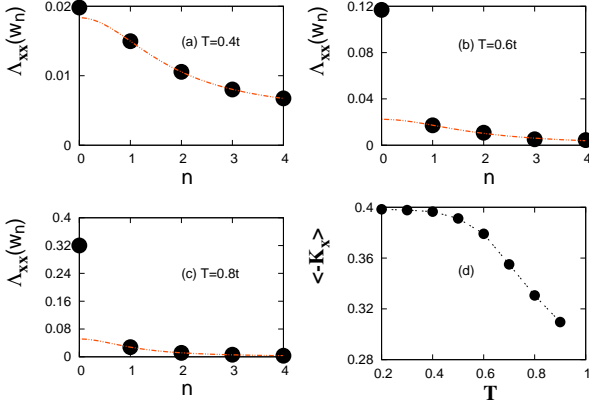 0.02
0.01
0
Λxx(wn)
(a) T=0.4t
0 1 2 3 4
n
0.12
0.08
0.04
0
Λxx(wn)
(b) T=0.6t
0 1 2 3 4
n
0.4
0.32
0.24
0.16
0.08
0
Λxx(wn)
(c) T=0.8t
0 1 2 3 4
n
0.4
0.36
0.32
0.28
<-Kx>
(d)
0.2 0.4 0.6 0.8 1
T